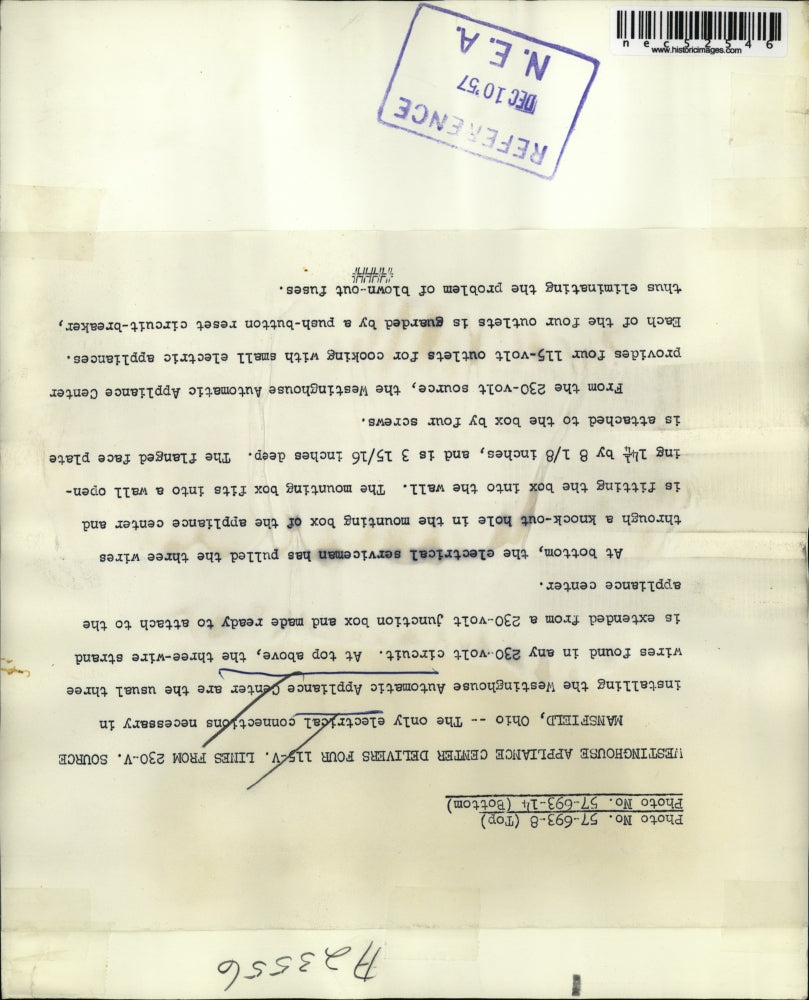 A23556
Photo No. 57-693-8 (Top)
Photo No. 57-693-14 (Bottom)
WESTINGHOUSE APPLIANCE CENTER DELIVERS FOUR 115-V. LINES FROM 230-V. SOURCE
MANSFIELD, Ohio -- The only electrical connections necessary in
installing the Westinghouse Automatic Appliance Center are the usual three
wires found in any 230-volt circuit. At top above, the three-wire strand
is extended from a 230-volt junction box and made ready to attach to the
appliance center.
At bottom, the electrical serviceman has pulled the three wires
through a knock-out hole in the mounting box of the appliance center and
is fitting the box into the wall. The mounting box fits into a wall open-
ing 14¼ by 8 1/8 inches, and is 3 15/16 inches deep. The flanged face plate
is attached to the box by four screws.
From the 230-volt source, the Westinghouse Automatic Appliance Center
provides four 115-volt outlets for cooking with small electric appliances.
Each of the four outlets is guarded by a push-button reset circuit-breaker,
thus eliminating the problem of blown-out fuses.
####
REFERENCE
DEC 10 '57
N.E.A.
nec52546
www.historicimages.com